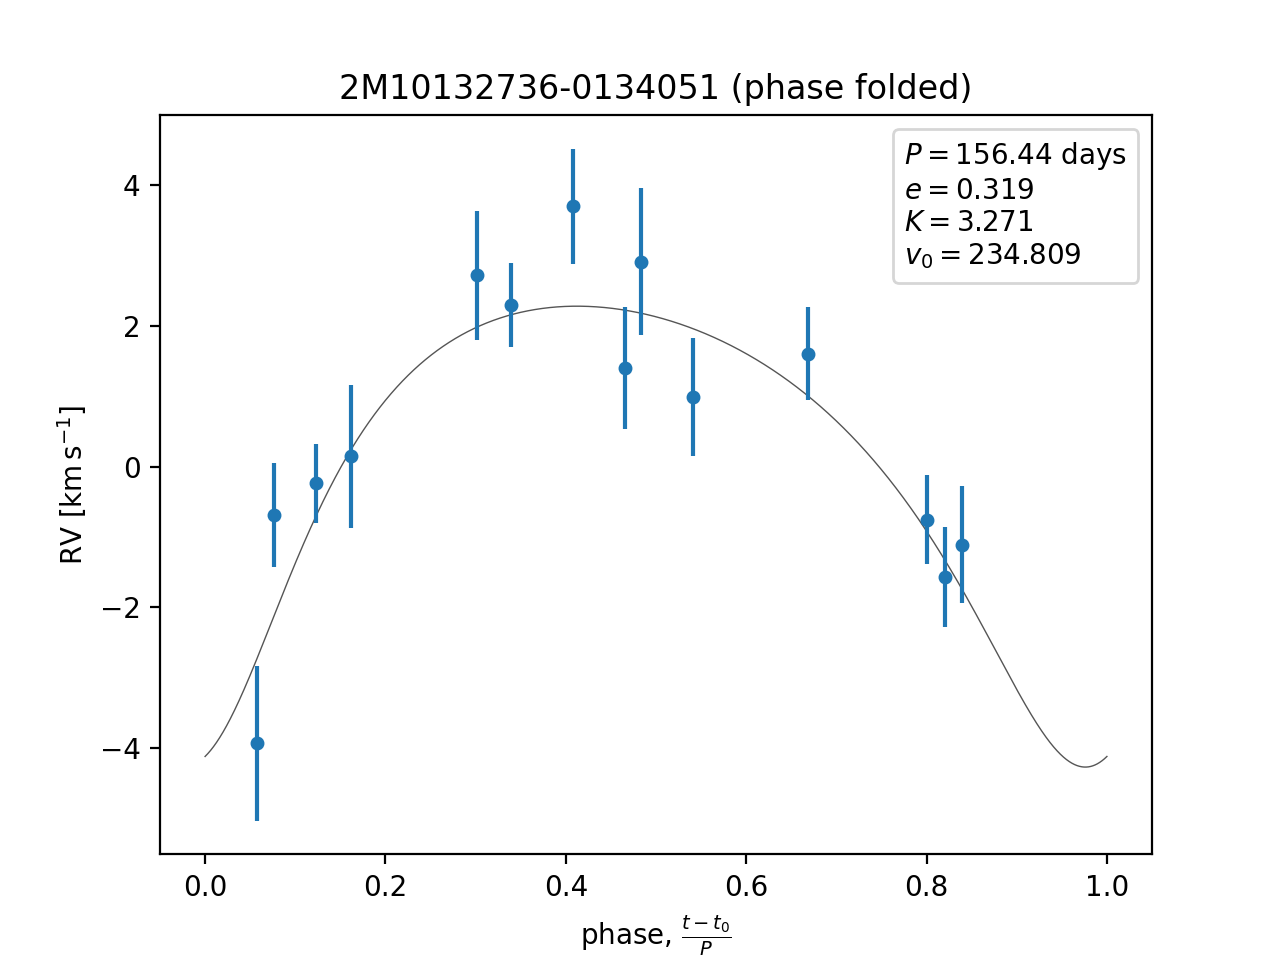 2M10132736-0134051 (phase folded)
P = 156.44 days
e = 0.319
K = 3.271
v₀ = 234.809
4
2
0
−2
−4
RV [km s⁻¹]
0.0 0.2 0.4 0.6 0.8 1.0
phase, (t − t₀)/P